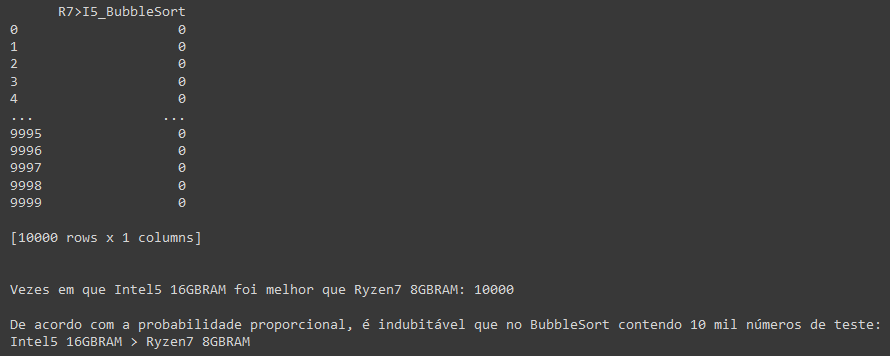 R7>I5_BubbleSort
0 0
1 0
2 0
3 0
4 0
... ...
9995 0
9996 0
9997 0
9998 0
9999 0
[10000 rows x 1 columns]
Vezes em que Intel5 16GBRAM foi melhor que Ryzen7 8GBRAM: 10000
De acordo com a probabilidade proporcional, é indubitável que no BubbleSort contendo 10 mil números de teste:
Intel5 16GBRAM > Ryzen7 8GBRAM